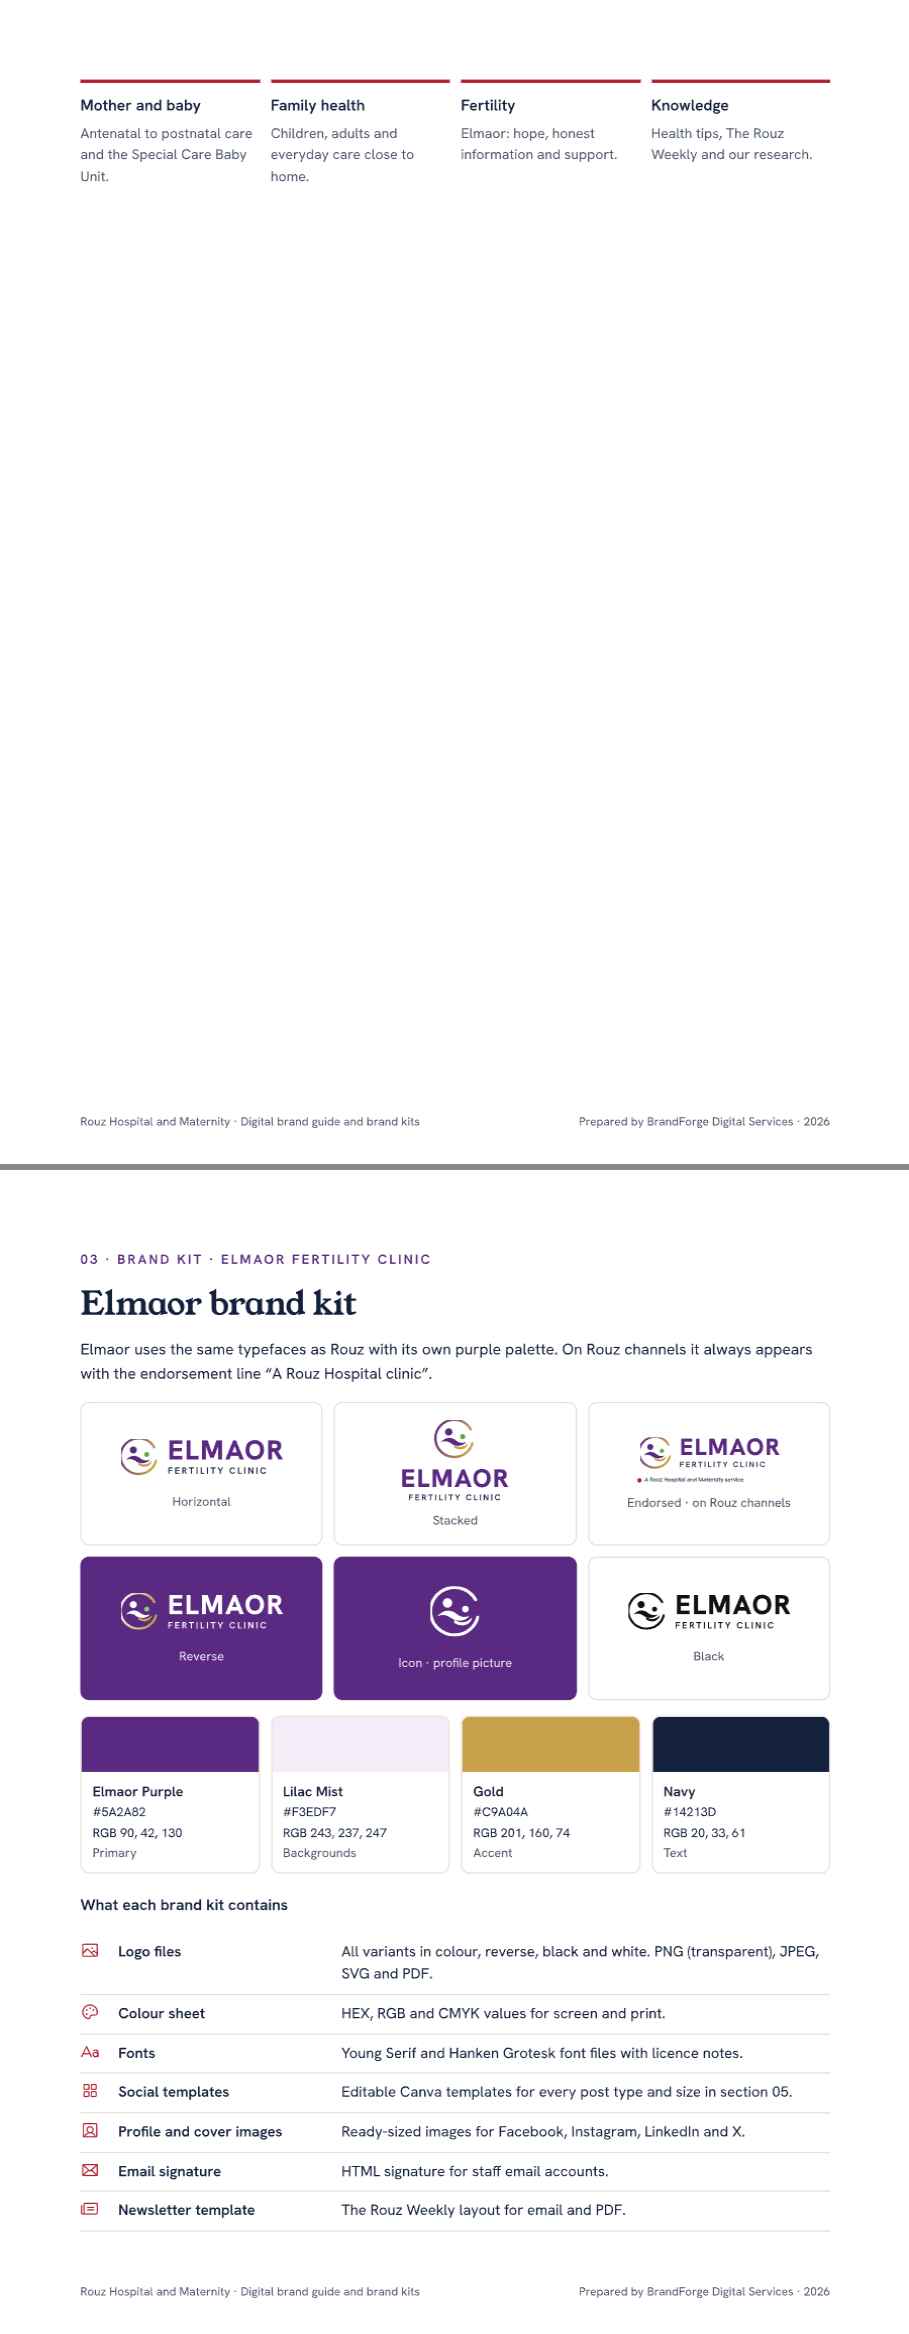 Mother and baby
Antenatal to postnatal care
and the Special Care Baby
Unit.
Family health
Children, adults and
everyday care close to
home.
Fertility
Elmaor: hope, honest
information and support.
Knowledge
Health tips, The Rouz
Weekly and our research.
Rouz Hospital and Maternity · Digital brand guide and brand kits
Prepared by BrandForge Digital Services · 2026
03 · BRAND KIT · ELMAOR FERTILITY CLINIC
Elmaor brand kit
Elmaor uses the same typefaces as Rouz with its own purple palette. On Rouz channels it always appears
with the endorsement line “A Rouz Hospital clinic”.
ELMAOR
FERTILITY CLINIC
Horizontal
ELMAOR
FERTILITY CLINIC
Stacked
ELMAOR
FERTILITY CLINIC
A Rouz Hospital and Maternity service
Endorsed · on Rouz channels
ELMAOR
FERTILITY CLINIC
Reverse
Icon · profile picture
ELMAOR
FERTILITY CLINIC
Black
Elmaor Purple
#5A2A82
RGB 90, 42, 130
Primary
Lilac Mist
#F3EDF7
RGB 243, 237, 247
Backgrounds
Gold
#C9A04A
RGB 201, 160, 74
Accent
Navy
#14213D
RGB 20, 33, 61
Text
What each brand kit contains
Logo files
All variants in colour, reverse, black and white. PNG (transparent), JPEG,
SVG and PDF.
Colour sheet
HEX, RGB and CMYK values for screen and print.
Aa Fonts
Young Serif and Hanken Grotesk font files with licence notes.
Social templates
Editable Canva templates for every post type and size in section 05.
Profile and cover images
Ready-sized images for Facebook, Instagram, LinkedIn and X.
Email signature
HTML signature for staff email accounts.
Newsletter template
The Rouz Weekly layout for email and PDF.
Rouz Hospital and Maternity · Digital brand guide and brand kits
Prepared by BrandForge Digital Services · 2026